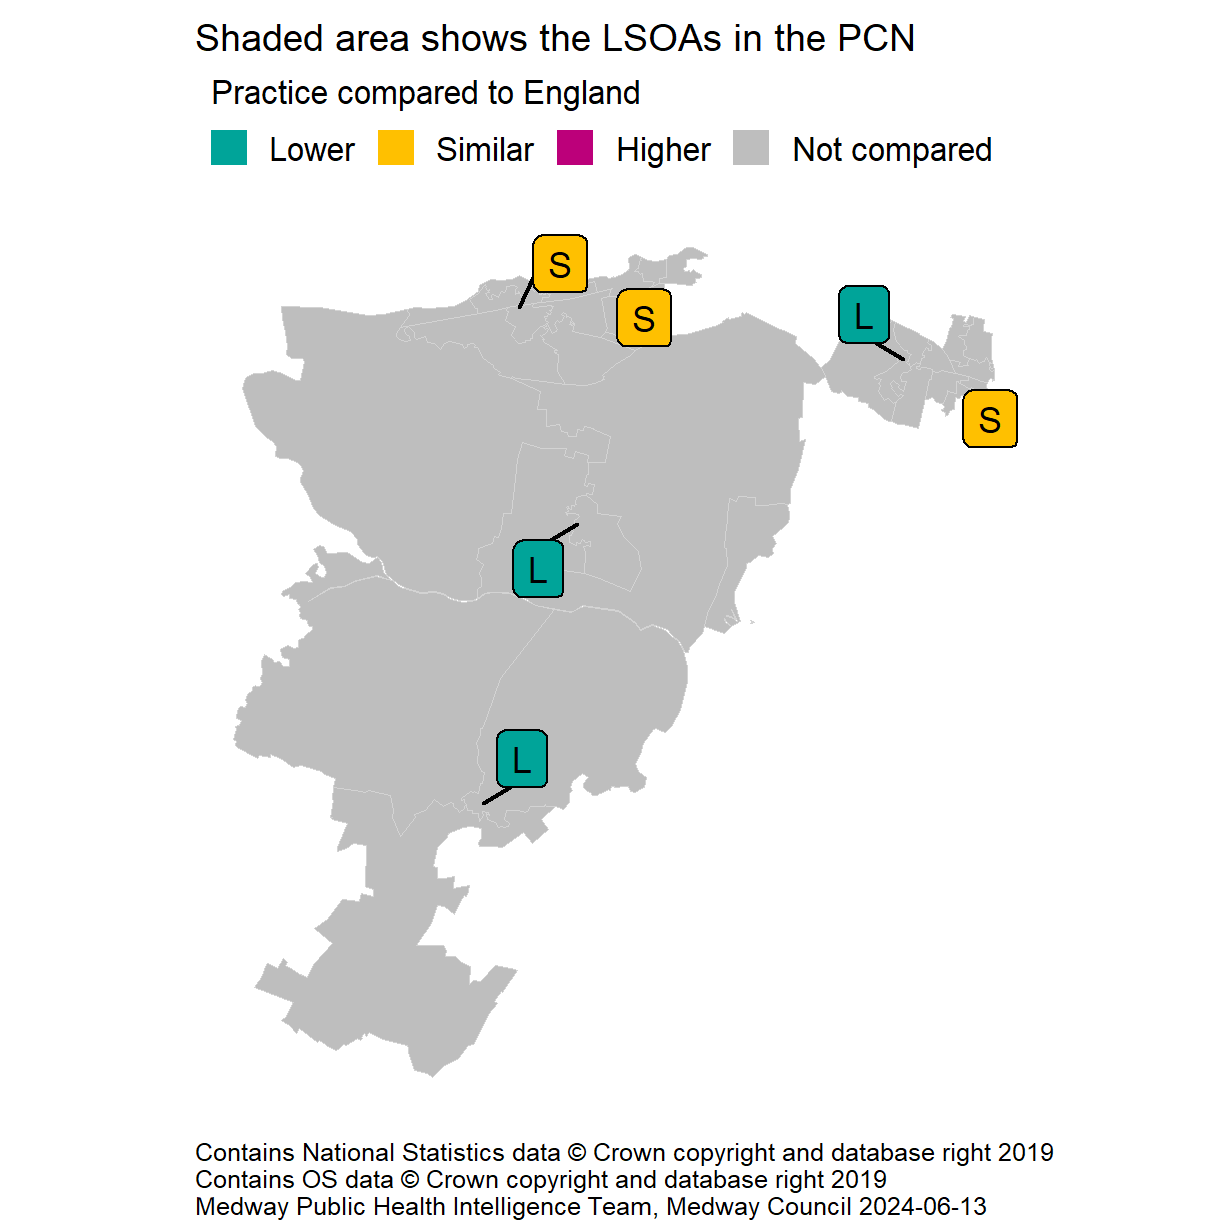 Shaded area shows the LSOAs in the PCN
Practice compared to England
Lower Similar Higher Not compared
S
S
L
S
L
L
Contains National Statistics data © Crown copyright and database right 2019
Contains OS data © Crown copyright and database right 2019
Medway Public Health Intelligence Team, Medway Council 2024-06-13